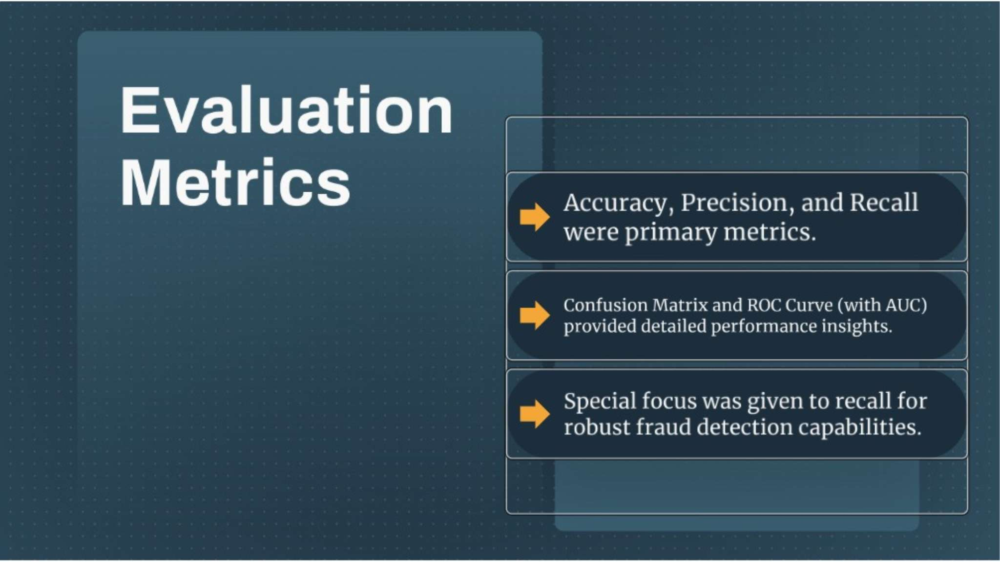 Evaluation
Metrics
Accuracy, Precision, and Recall
were primary metrics.
Confusion Matrix and ROC Curve (with AUC)
provided detailed performance insights.
Special focus was given to recall for
robust fraud detection capabilities.